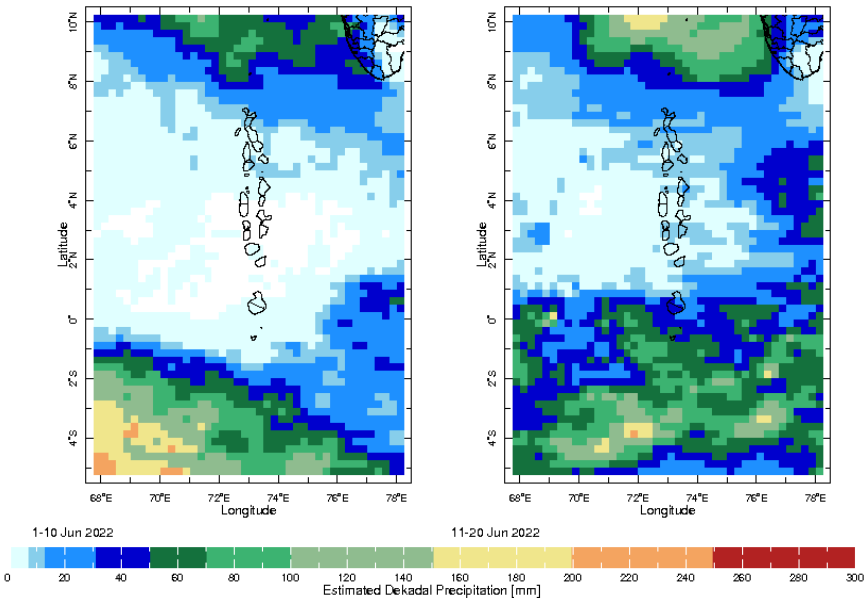 10°N
8°N
6°N
4°N
2°N
0°
2°S
4°S
Latitude
68°E 70°E 72°E 74°E 76°E 78°E
Longitude
10°N
8°N
6°N
4°N
2°N
0°
2°S
4°S
Latitude
68°E 70°E 72°E 74°E 76°E 78°E
Longitude
1-10 Jun 2022
11-20 Jun 2022
0 20 40 60 80 100 120 140 160 180 200 220 240 260 280 300
Estimated Dekadal Precipitation [mm]